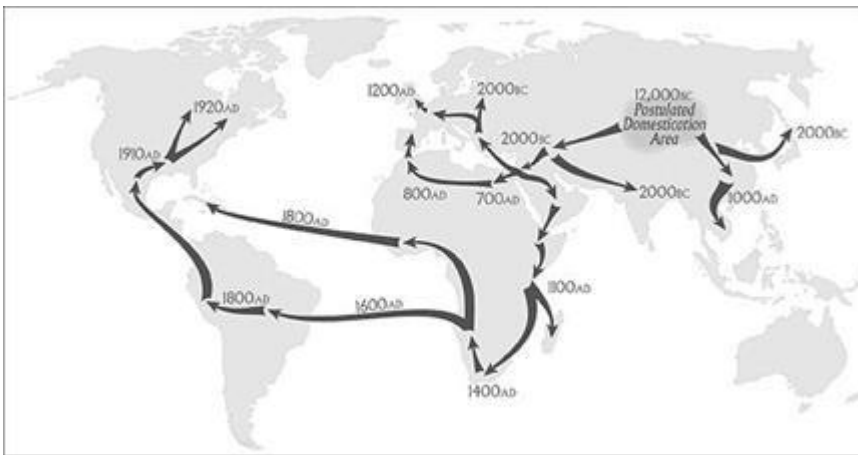 1920AD
1200AD
2000BC
12,000BC
Postulated
Domestication
Area
1910AD
2000BC
2000BC
800AD
700AD
2000BC
1000AD
1800AD
1100AD
1800AD
1600AD
1400AD